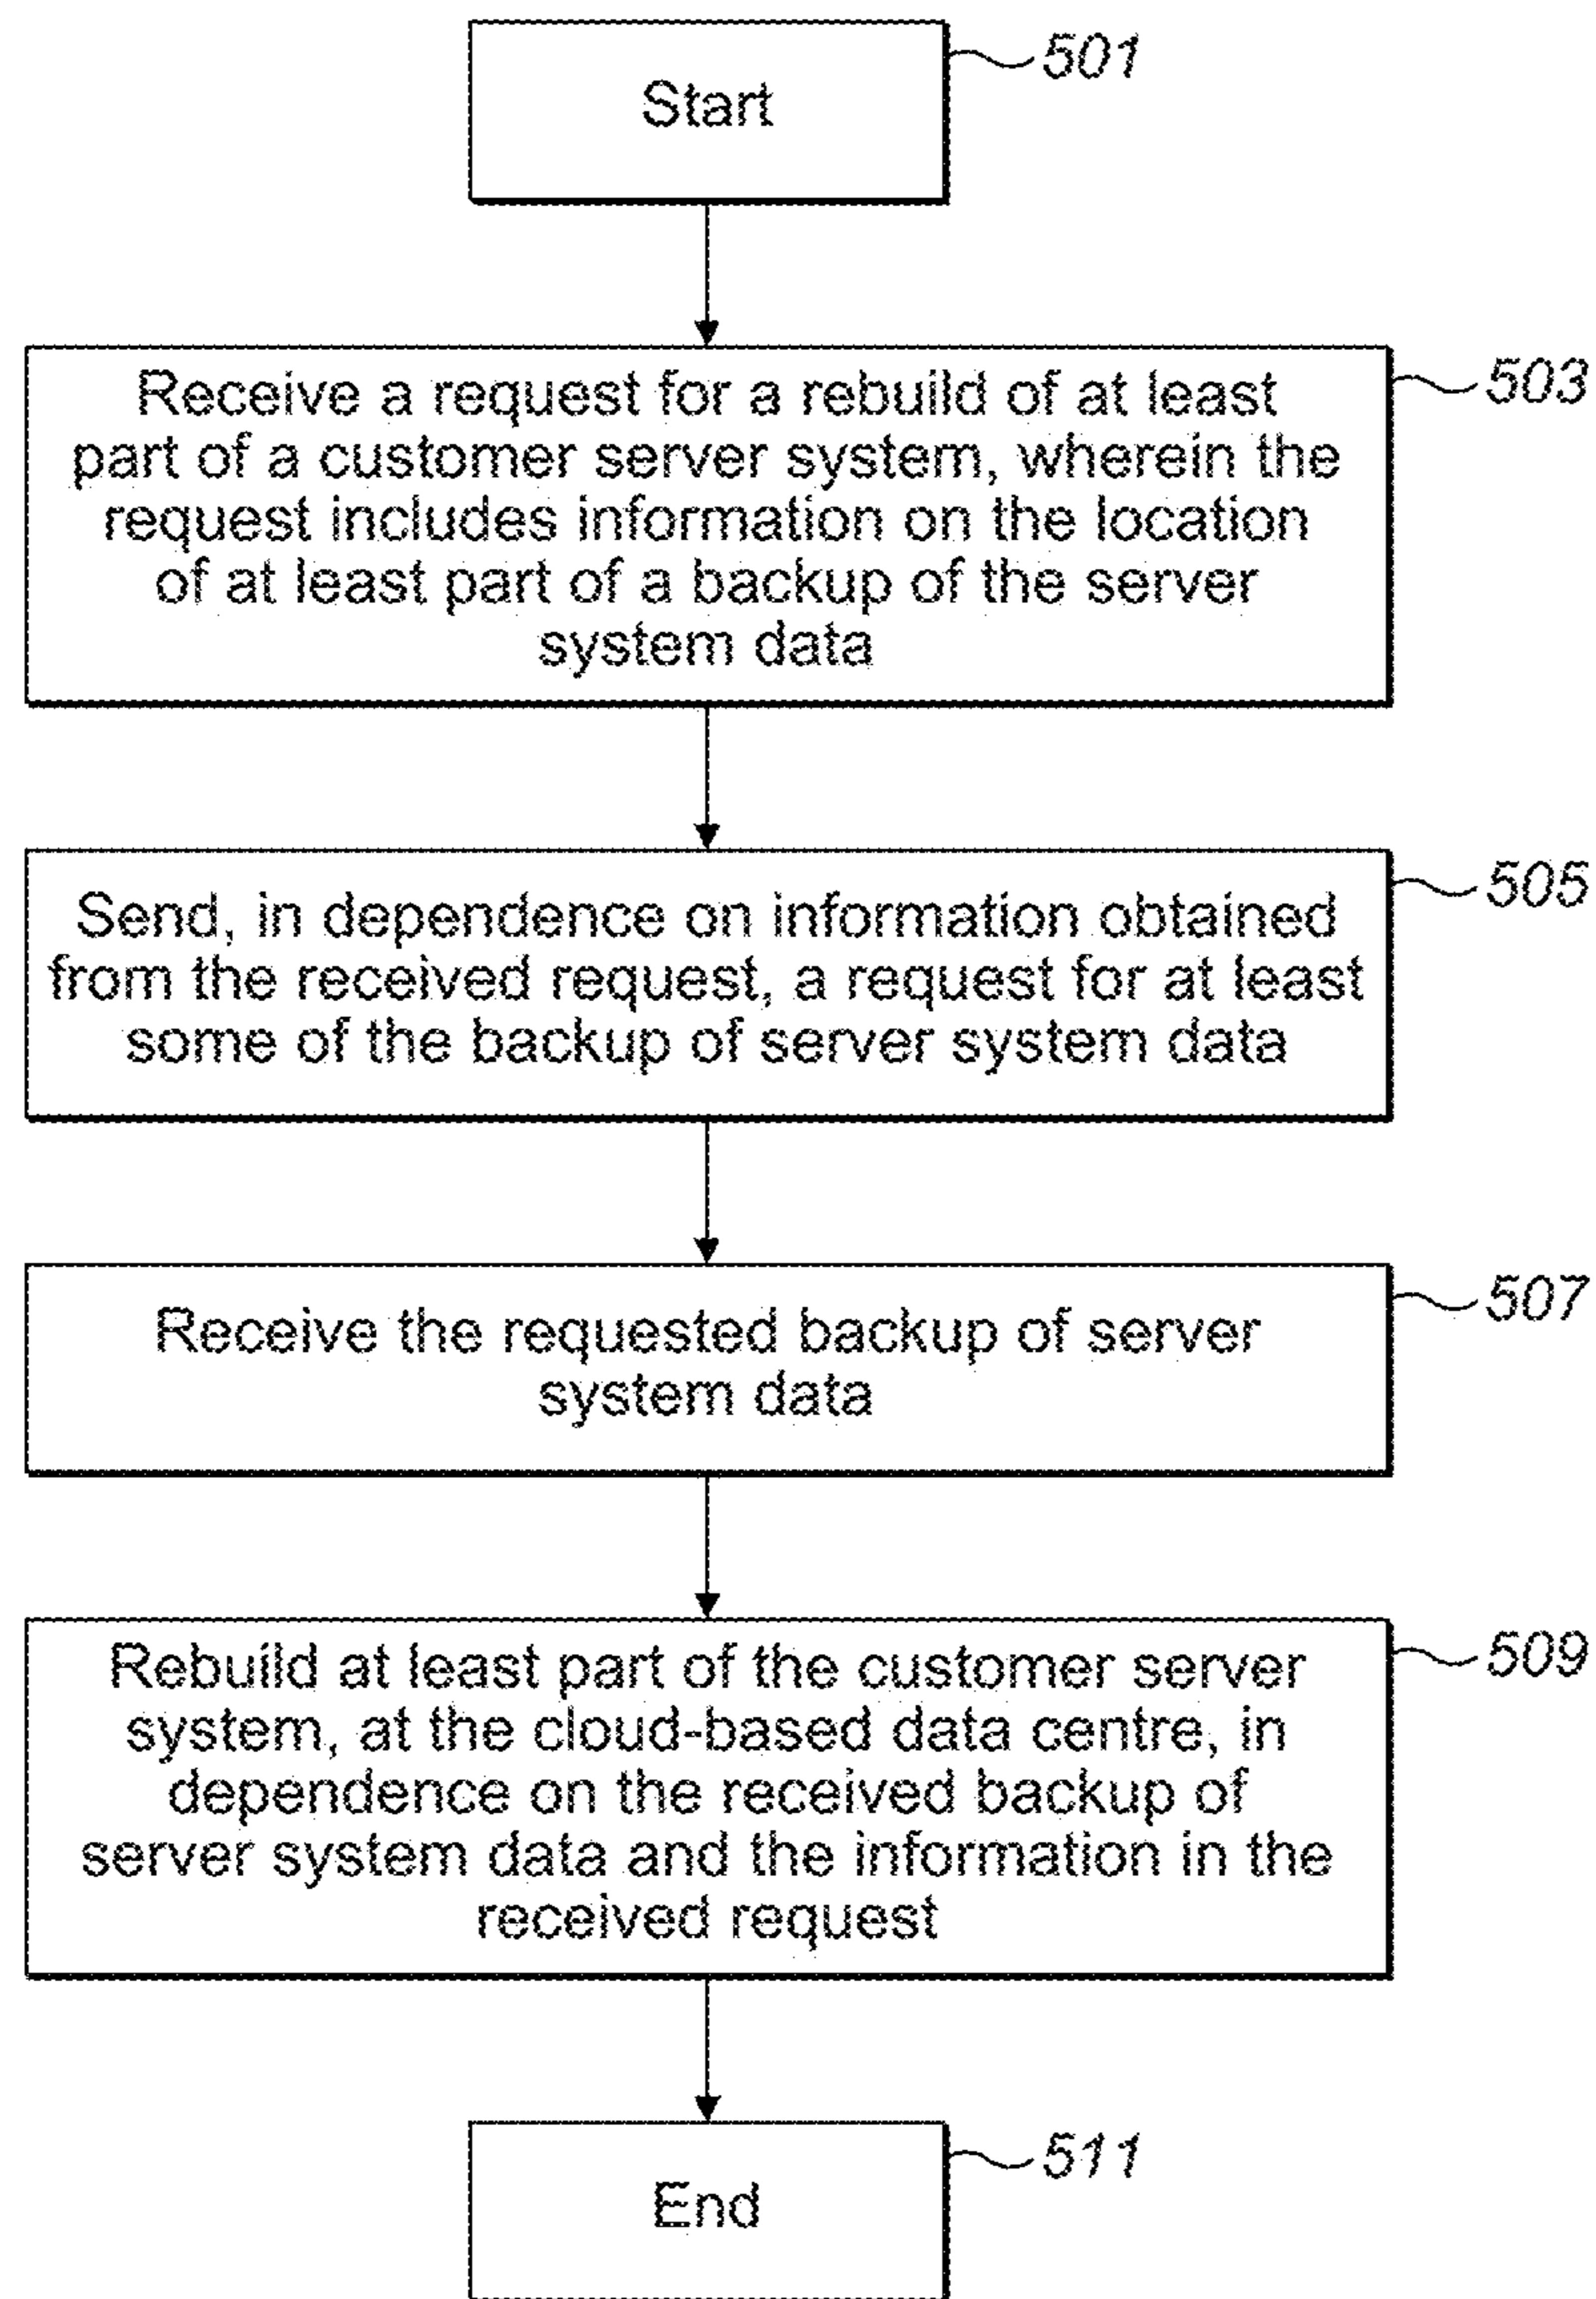 Start
501
Receive a request for a rebuild of at least
part of a customer server system, wherein the
request includes information on the location
of at least part of a backup of the server
system data
503
Send, in dependence on information obtained
from the received request, a request for at least
some of the backup of server system data
505
Receive the requested backup of server
system data
507
Rebuild at least part of the customer server
system, at the cloud-based data centre, in
dependence on the received backup of
server system data and the information in the
received request
509
End
511